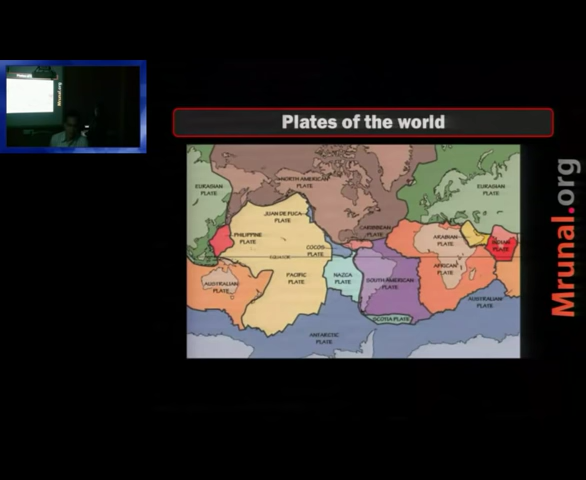 Plates of the world
Mrunal.org
Mrunal.org
EURASIAN
PLATE
NORTH AMERICAN
PLATE
EURASIAN
PLATE
JUAN DE FUCA
PLATE
PHILIPPINE
PLATE
CARIBBEAN
PLATE
ARABIAN
PLATE
INDIAN
PLATE
COCOS
PLATE
EQUATOR
AUSTRALIAN
PLATE
PACIFIC
PLATE
NAZCA
PLATE
SOUTH AMERICAN
PLATE
AFRICAN
PLATE
AUSTRALIAN
PLATE
SCOTIA PLATE
ANTARCTIC
PLATE